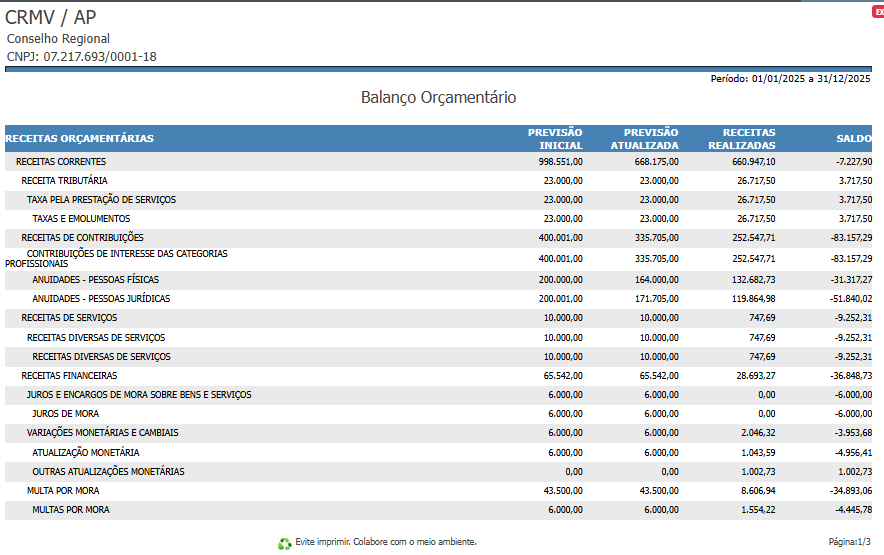 CRMV / AP
EX
Conselho Regional
CNPJ: 07.217.693/0001-18
Período: 01/01/2025 a 31/12/2025
Balanço Orçamentário
RECEITAS ORÇAMENTÁRIAS PREVISÃO INICIAL PREVISÃO ATUALIZADA RECEITAS REALIZADAS SALDO
RECEITAS CORRENTES 998.551,00 668.175,00 660.947,10 -7.227,90
RECEITA TRIBUTÁRIA 23.000,00 23.000,00 26.717,50 3.717,50
TAXA PELA PRESTAÇÃO DE SERVIÇOS 23.000,00 23.000,00 26.717,50 3.717,50
TAXAS E EMOLUMENTOS 23.000,00 23.000,00 26.717,50 3.717,50
RECEITAS DE CONTRIBUIÇÕES 400.001,00 335.705,00 252.547,71 -83.157,29
CONTRIBUIÇÕES DE INTERESSE DAS CATEGORIAS
PROFISSIONAIS 400.001,00 335.705,00 252.547,71 -83.157,29
ANUIDADES - PESSOAS FÍSICAS 200.000,00 164.000,00 132.682,73 -31.317,27
ANUIDADES - PESSOAS JURÍDICAS 200.001,00 171.705,00 119.864,98 -51.840,02
RECEITAS DE SERVIÇOS 10.000,00 10.000,00 747,69 -9.252,31
RECEITAS DIVERSAS DE SERVIÇOS 10.000,00 10.000,00 747,69 -9.252,31
RECEITAS DIVERSAS DE SERVIÇOS 10.000,00 10.000,00 747,69 -9.252,31
RECEITAS FINANCEIRAS 65.542,00 65.542,00 28.693,27 -36.848,73
JUROS E ENCARGOS DE MORA SOBRE BENS E SERVIÇOS 6.000,00 6.000,00 0,00 -6.000,00
JUROS DE MORA 6.000,00 6.000,00 0,00 -6.000,00
VARIAÇÕES MONETÁRIAS E CAMBIAIS 6.000,00 6.000,00 2.046,32 -3.953,68
ATUALIZAÇÃO MONETÁRIA 6.000,00 6.000,00 1.043,59 -4.956,41
OUTRAS ATUALIZAÇÕES MONETÁRIAS 0,00 0,00 1.002,73 1.002,73
MULTA POR MORA 43.500,00 43.500,00 8.606,94 -34.893,06
MULTAS POR MORA 6.000,00 6.000,00 1.554,22 -4.445,78
Evite imprimir. Colabore com o meio ambiente.
Página:1/3